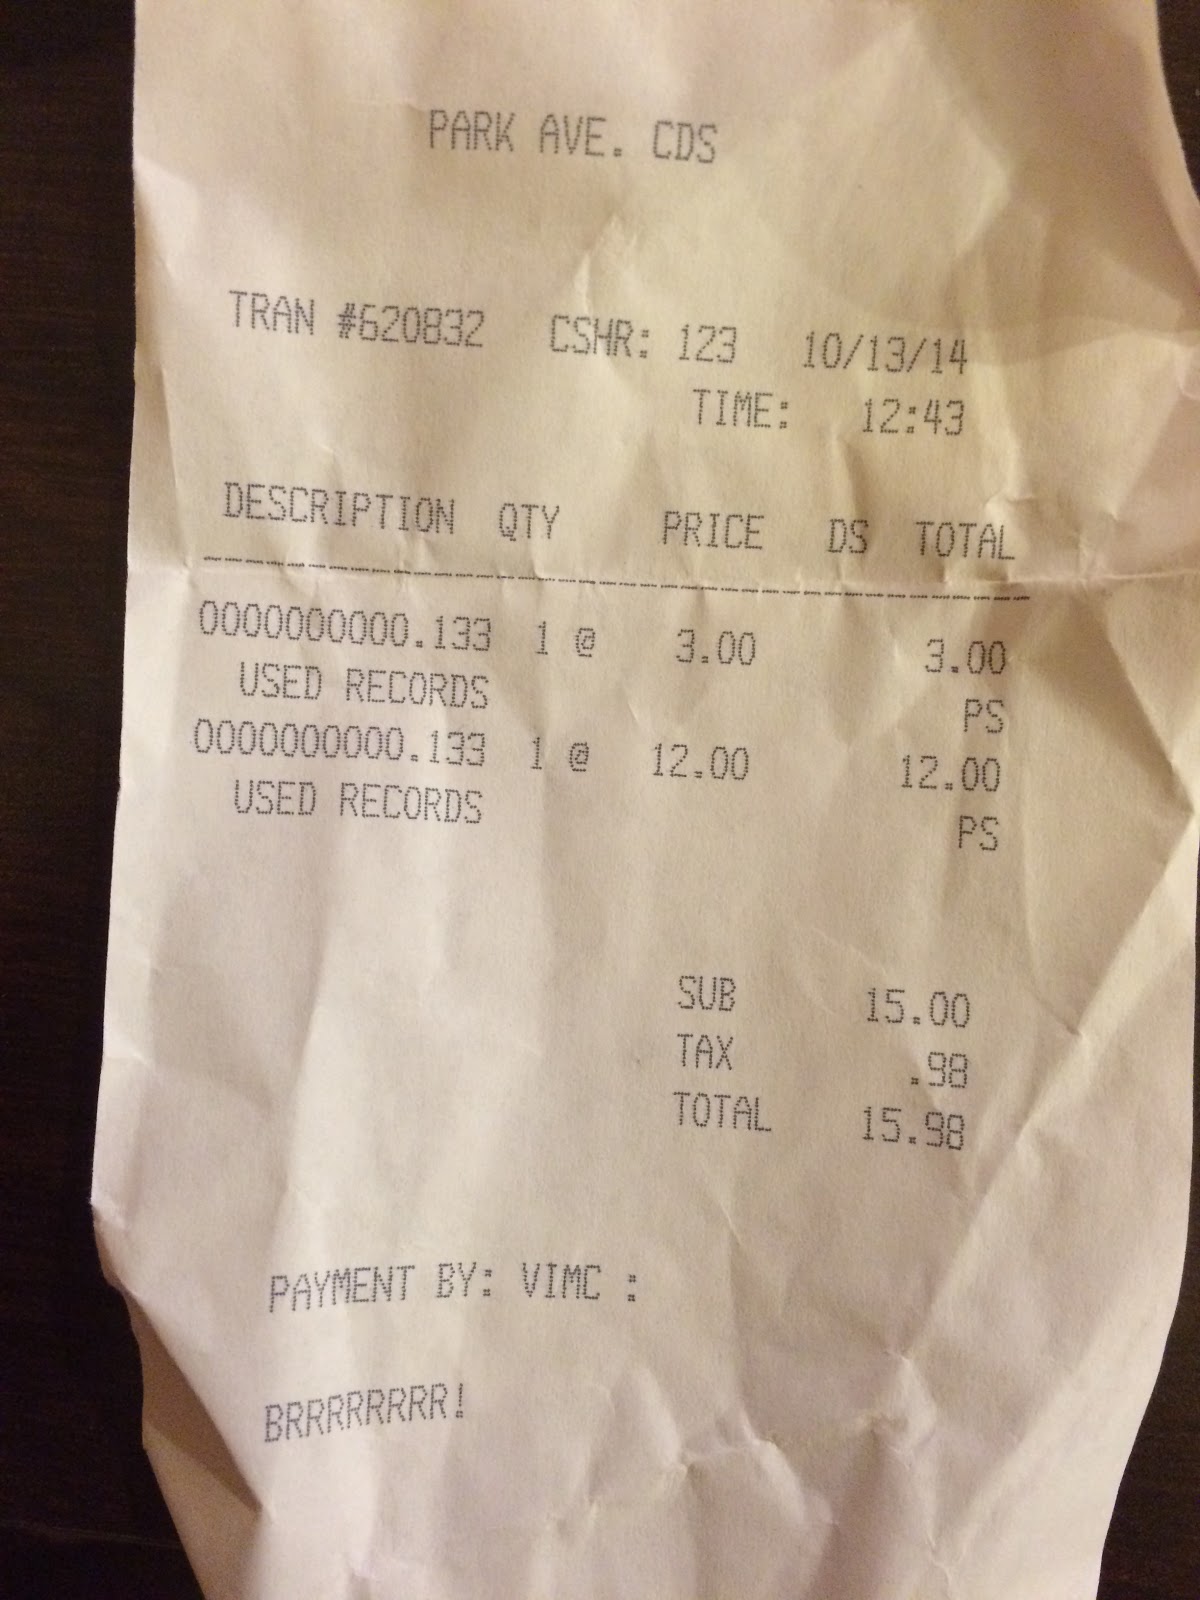 PARK AVE. CDS
TRAN #620832 CSHR: 123 10/13/14
TIME: 12:43
DESCRIPTION QTY PRICE DS TOTAL
0000000000.133 1 @ 3.00 3.00
USED RECORDS PS
0000000000.133 1 @ 12.00 12.00
USED RECORDS PS
SUB 15.00
TAX .98
TOTAL 15.98
PAYMENT BY: VIMC :
BRRRRRRRR!